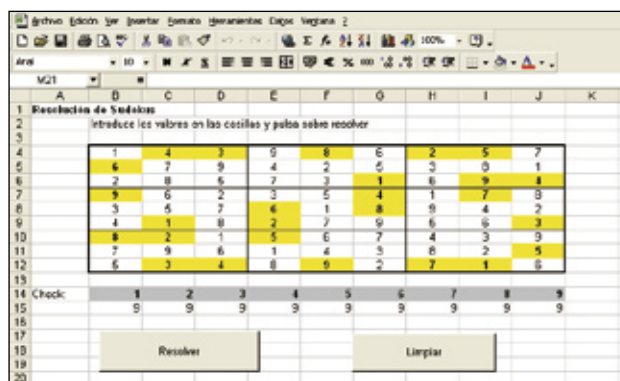 Archivo Edición Ver Insertar Formato Herramientas Datos Ventana ?
100%
Arial 10 N K S
M21 =
A B C D E F G H I J K
1 Resolución de Sudokus
2 Introduce los valores en las casillas y pulsa sobre resolver
3
4 1 4 3 9 8 6 2 5 7
5 6 7 9 4 2 5 3 8 1
6 2 8 5 7 3 1 6 9 4
7 9 6 2 3 5 4 1 7 8
8 3 5 7 6 1 8 9 4 2
9 4 1 8 2 7 9 5 6 3
10 8 2 1 5 6 7 4 3 9
11 7 9 6 1 4 3 8 2 5
12 5 3 4 8 9 2 7 1 6
13
14 Check: 1 2 3 4 5 6 7 8 9
15 9 9 9 9 9 9 9 9 9
16
17
18 Resolver Limpiar
19
20